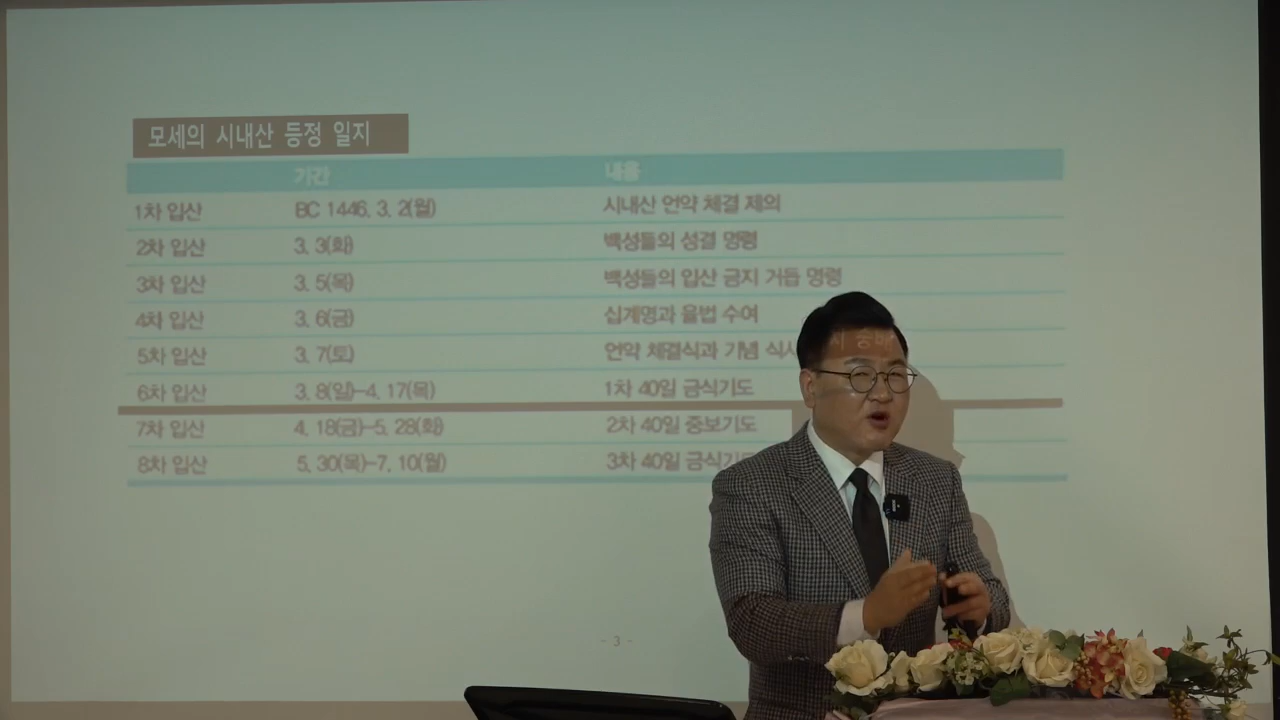 모세의 시내산 등정 일지
기간 내용
1차 입산 BC 1446. 3. 2(월) 시내산 언약 체결 제의
2차 입산 3. 3(화) 백성들의 성결 명령
3차 입산 3. 5(목) 백성들의 입산 금지 거듭 명령
4차 입산 3. 6(금) 십계명과 율법 수여
5차 입산 3. 7(토) 언약 체결식과 기념 식사
6차 입산 3. 8(일)-4. 17(목) 1차 40일 금식기도
7차 입산 4. 18(금)-5. 28(화) 2차 40일 중보기도
8차 입산 5. 30(목)-7. 10(월) 3차 40일 금식기도
- 3 -